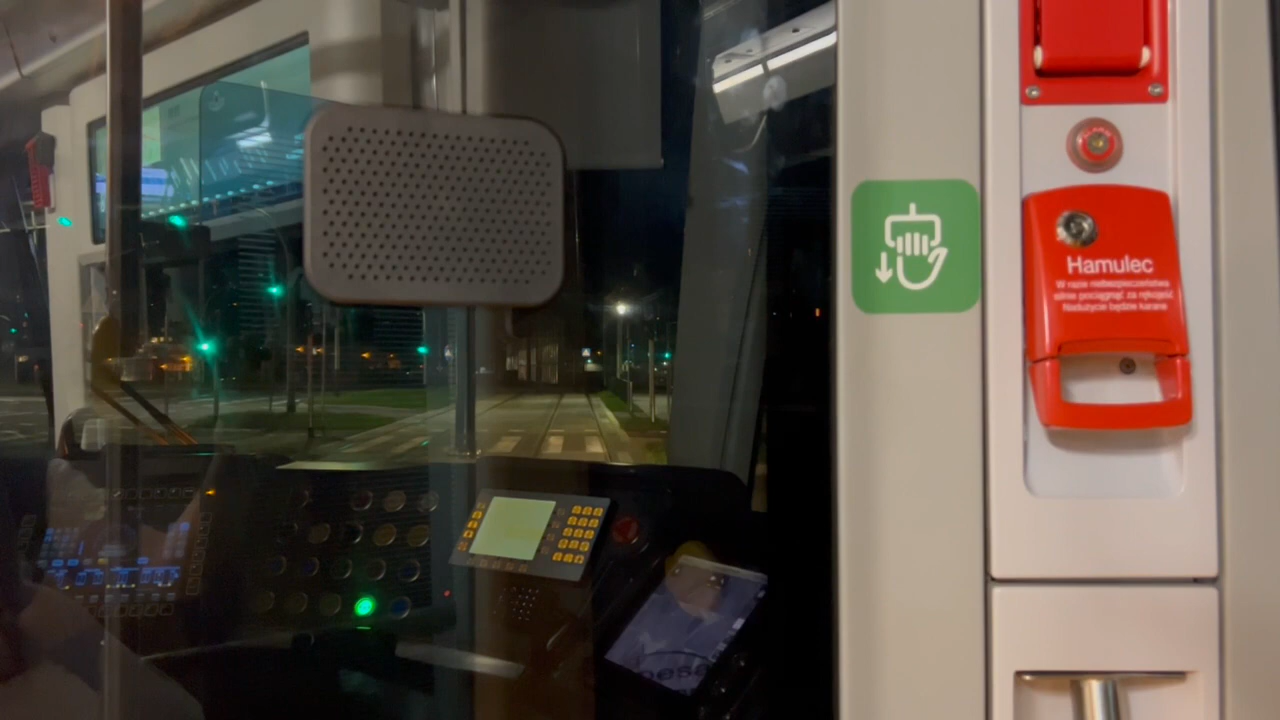 Hamulec
W razie niebezpieczeństwa
silnie pociągnąć za rękojeść
Nadużycie będzie karane